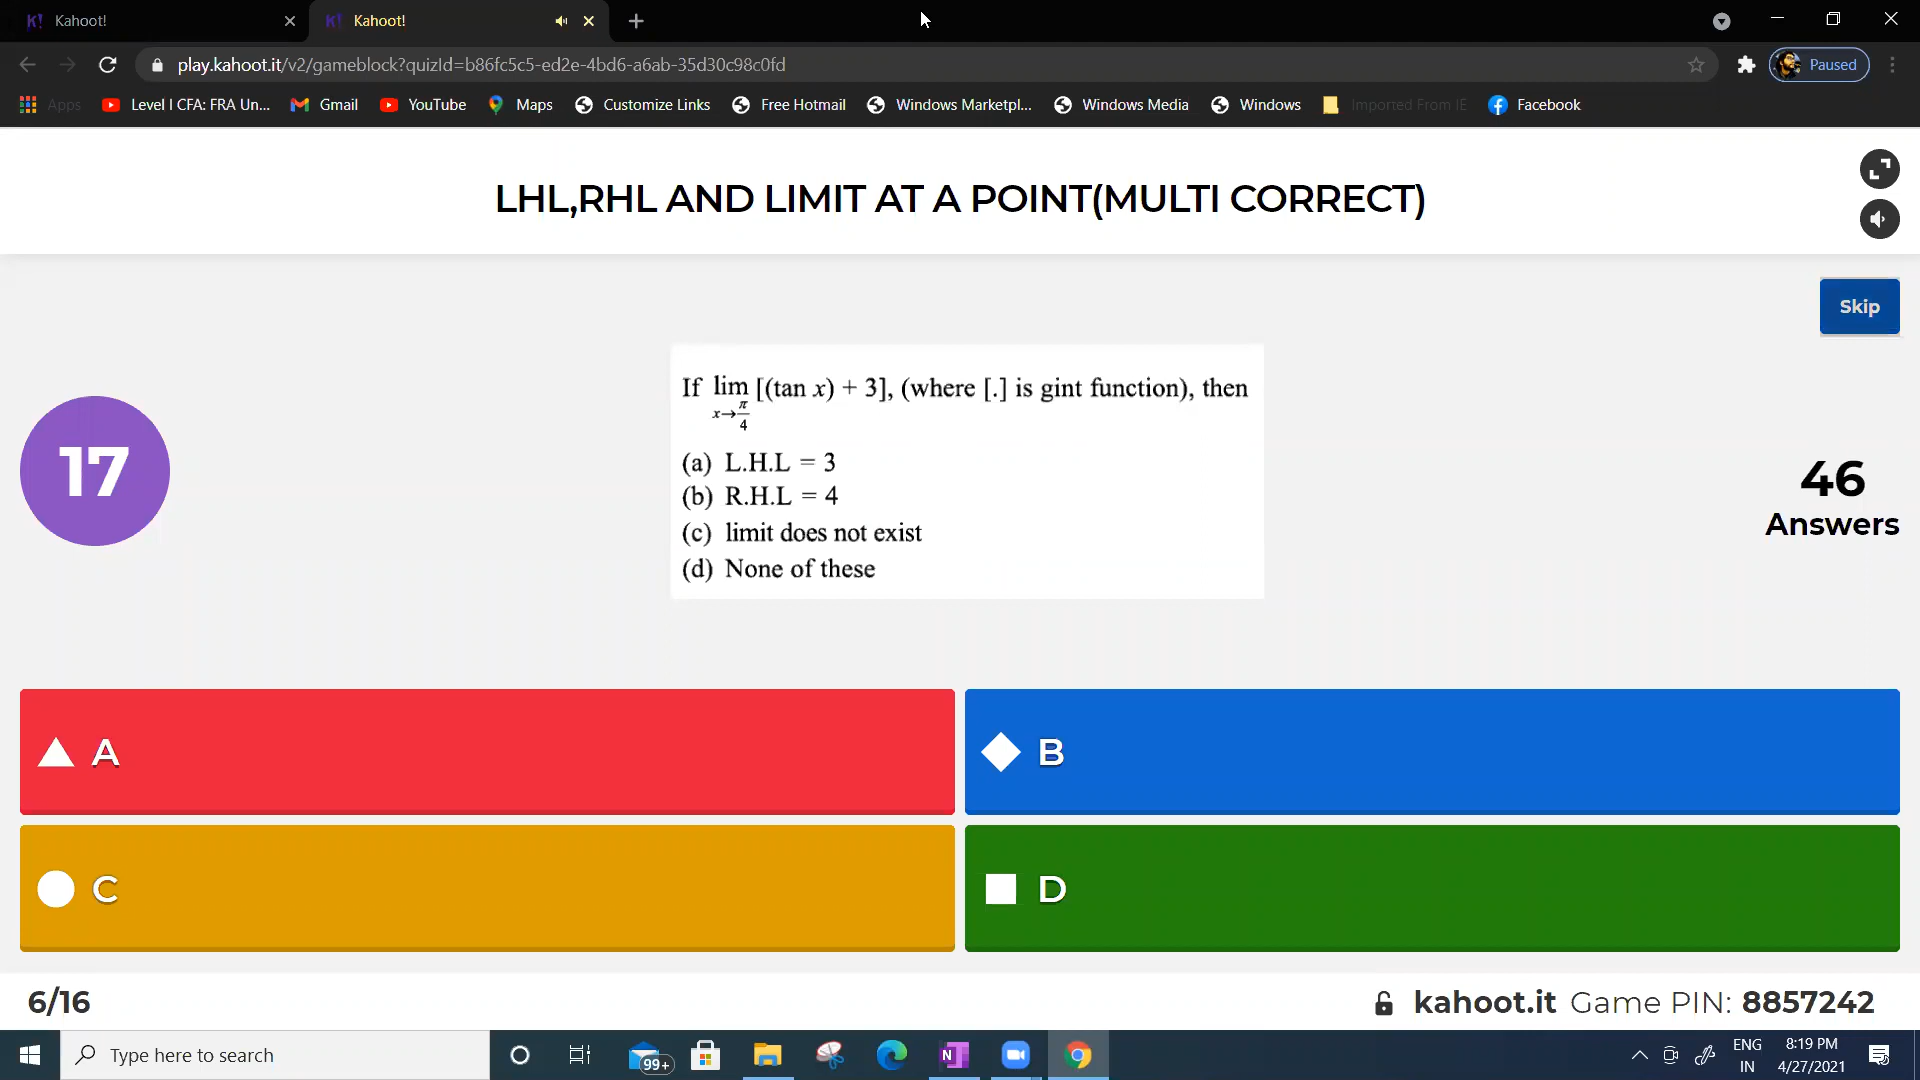 Kahoot!
Kahoot!
play.kahoot.it/v2/gameblock?quizId=b86fc5c5-ed2e-4bd6-a6ab-35d30c98c0fd
Paused
Apps
Level I CFA: FRA Un...
Gmail
YouTube
Maps
Customize Links
Free Hotmail
Windows Marketpl...
Windows Media
Windows
Imported From IE
Facebook
LHL,RHL AND LIMIT AT A POINT(MULTI CORRECT)
Skip
If lim x→π/4 [(tan x) + 3], (where [.] is gint function), then
(a) L.H.L = 3
(b) R.H.L = 4
(c) limit does not exist
(d) None of these
17
46
Answers
A
B
C
D
6/16
kahoot.it Game PIN: 8857242
Type here to search
99+
ENG
IN
8:19 PM
4/27/2021